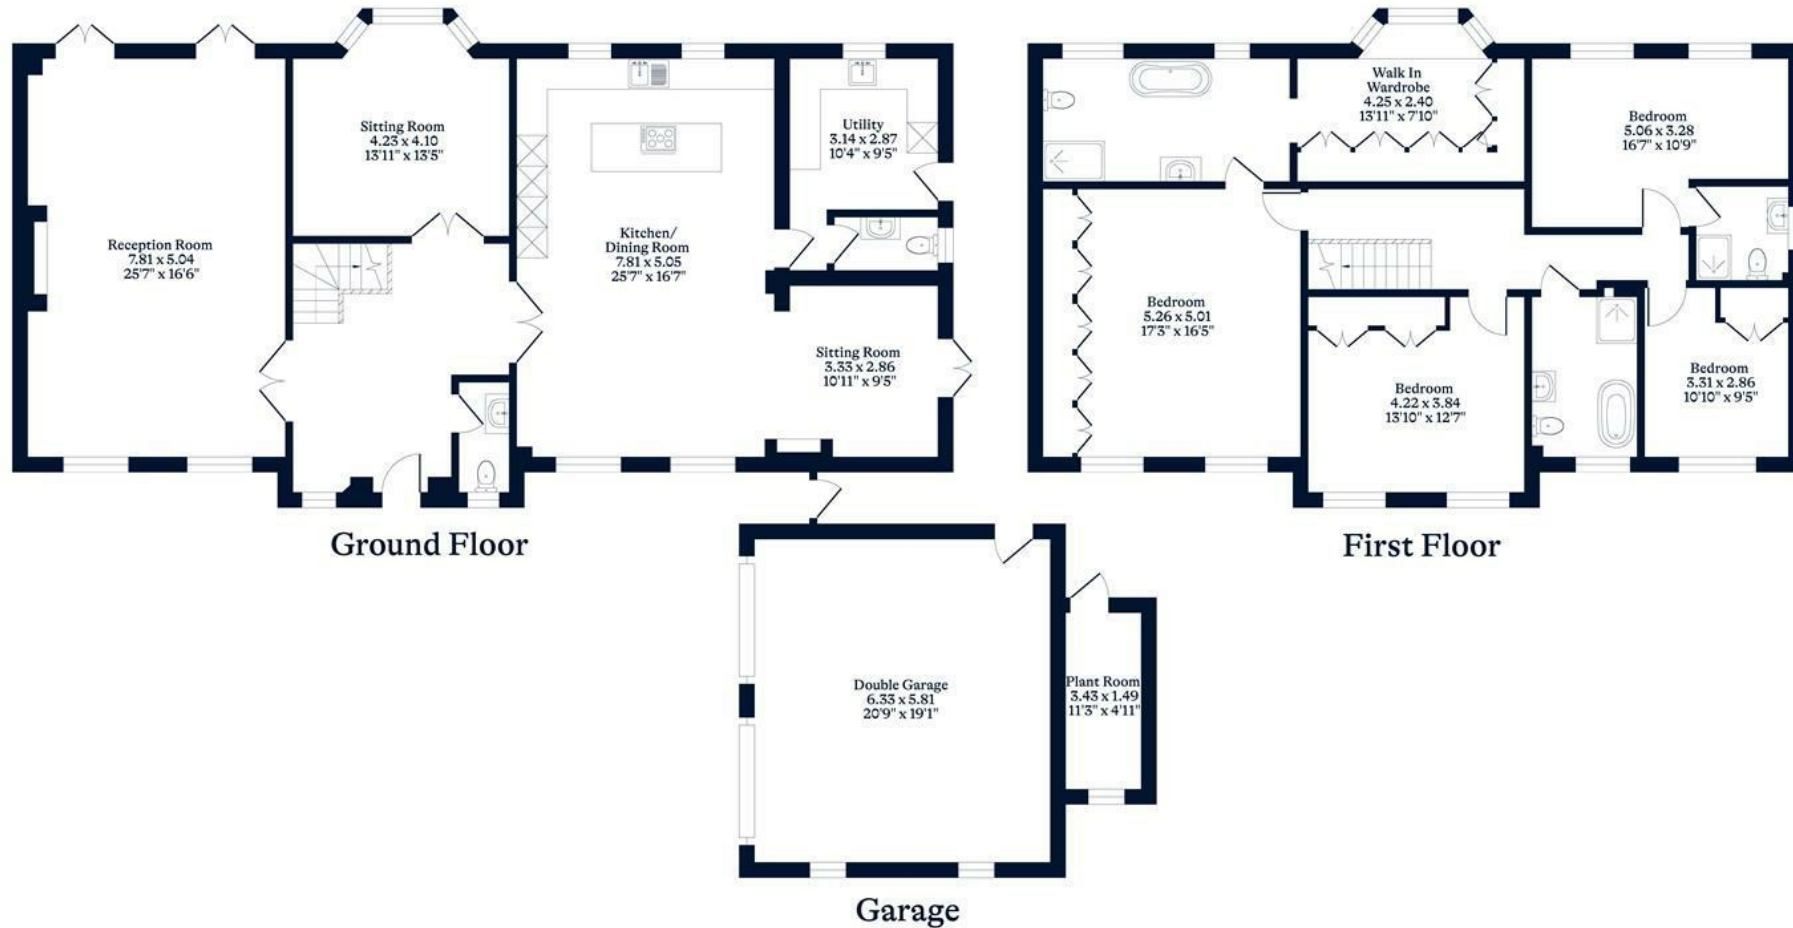 Reception Room
7.81 x 5.04
25'7" x 16'6"
Sitting Room
4.23 x 4.10
13'11" x 13'5"
Kitchen/
Dining Room
7.81 x 5.05
25'7" x 16'7"
Utility
3.14 x 2.87
10'4" x 9'5"
Sitting Room
3.33 x 2.86
10'11" x 9'5"
Ground Floor
Walk In
Wardrobe
4.25 x 2.40
13'11" x 7'10"
Bedroom
5.06 x 3.28
16'7" x 10'9"
Bedroom
5.26 x 5.01
17'3" x 16'5"
Bedroom
4.22 x 3.84
13'10" x 12'7"
Bedroom
3.31 x 2.86
10'10" x 9'5"
First Floor
Double Garage
6.33 x 5.81
20'9" x 19'1"
Plant Room
3.43 x 1.49
11'3" x 4'11"
Garage